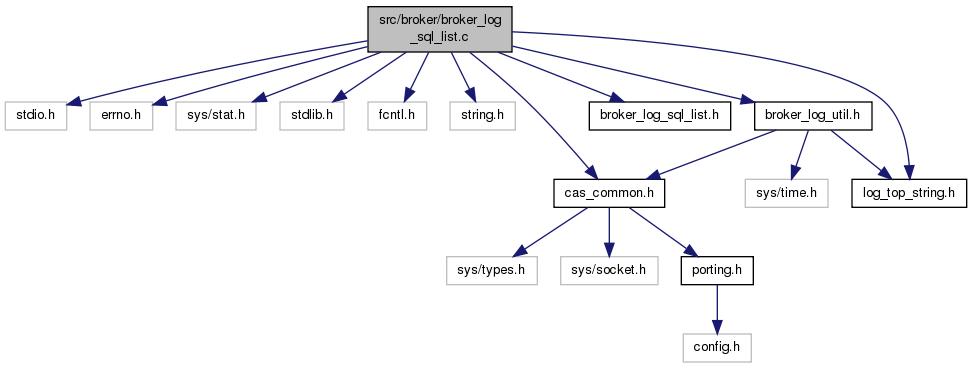 src/broker/broker_log
_sql_list.c
stdio.h
errno.h
sys/stat.h
stdlib.h
fcntl.h
string.h
broker_log_sql_list.h
broker_log_util.h
cas_common.h
sys/time.h
log_top_string.h
sys/types.h
sys/socket.h
porting.h
config.h